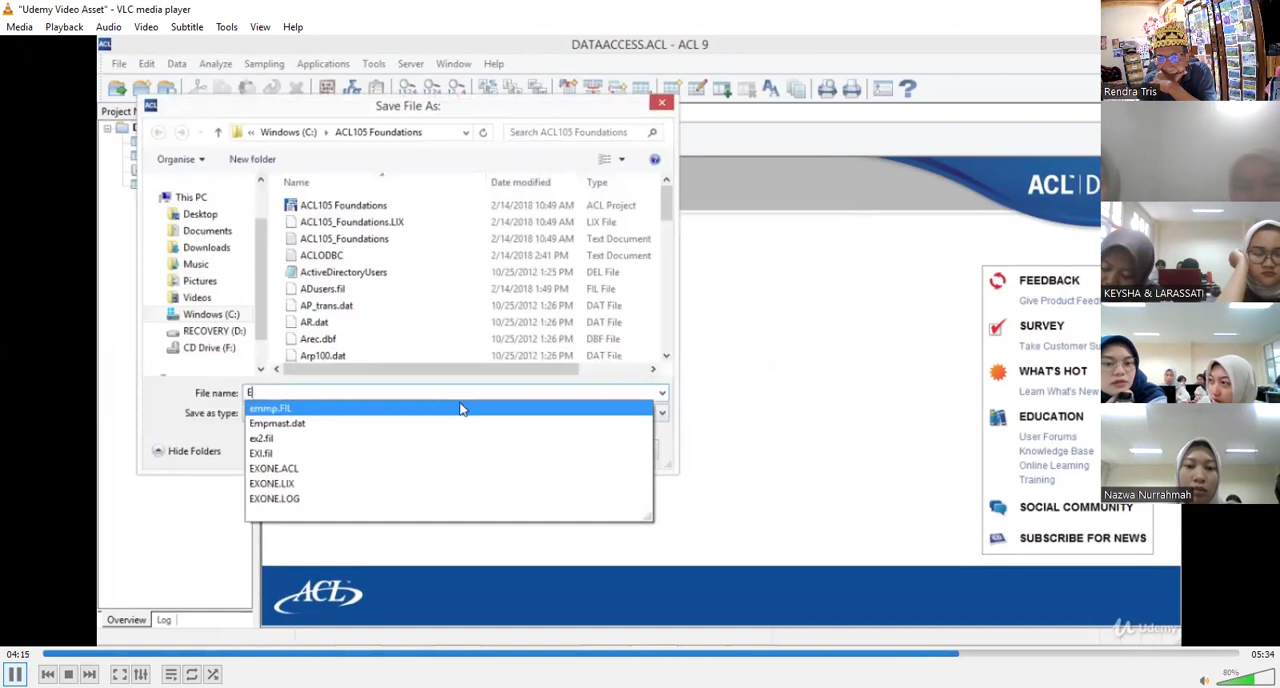 "Udemy Video Asset" - VLC media player
Media Playback Audio Video Subtitle Tools View Help
DATAACCESS.ACL - ACL 9
File Edit Data Analyze Sampling Applications Tools Server Window Help
Project N
ACL
Save File As:
« Windows (C:) › ACL105 Foundations
Search ACL105 Foundations
Organise
New folder
Name Date modified Type
This PC
Desktop
Documents
Downloads
Music
Pictures
Videos
Windows (C:)
RECOVERY (D:)
CD Drive (F:)
ACL105 Foundations 2/14/2018 10:49 AM ACL Project
ACL105_Foundations.LIX 2/14/2018 10:49 AM LIX File
ACL105_Foundations 2/14/2018 10:49 AM Text Document
ACLODBC 2/14/2018 2:41 PM Text Document
ActiveDirectoryUsers 10/25/2012 1:25 PM DEL File
ADusers.fil 2/14/2018 1:49 PM FIL File
AP_trans.dat 10/25/2012 1:26 PM DAT File
AR.dat 10/25/2012 1:26 PM DAT File
Arec.dbf 10/25/2012 1:26 PM DBF File
Arp100.dat 10/25/2012 1:26 PM DAT File
File name: E
Save as type:
emmp.FIL
Empmast.dat
ex2.fil
EXI.fil
EXONE.ACL
EXONE.LIX
EXONE.LOG
Hide Folders
ACL D
FEEDBACK
Give Product Feed
SURVEY
Take Customer Su
WHAT'S HOT
Learn What's New
EDUCATION
User Forums
Knowledge Base
Online Learning
Training
SOCIAL COMMUNITY
SUBSCRIBE FOR NEWS
ACL
Overview Log
Udemy
Rendra Tris
KEYSHA & LARASSATI
Nazwa Nurrahmah
04:15
05:34
80%